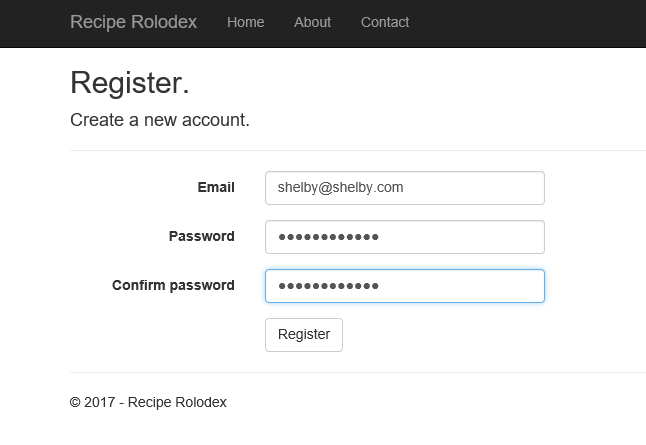 Recipe Rolodex Home About Contact
Register.
Create a new account.
Email shelby@shelby.com
Password ●●●●●●●●●●●●
Confirm password ●●●●●●●●●●●●
Register
© 2017 - Recipe Rolodex